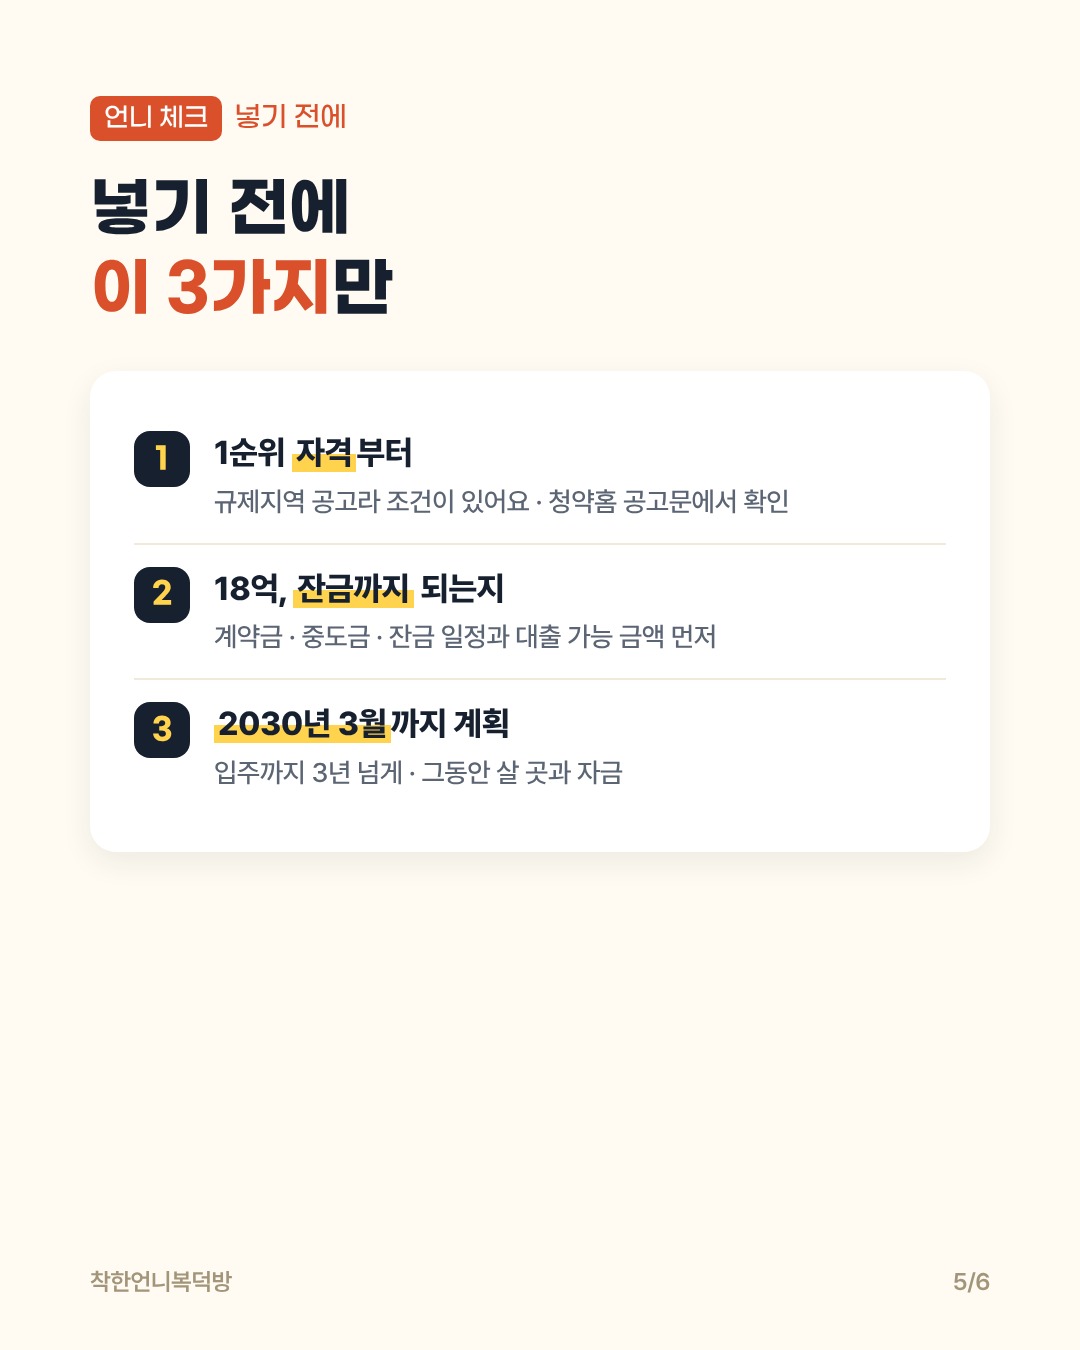 언니 체크 넣기 전에
넣기 전에
이 3가지만
1
1순위 자격부터
규제지역 공고라 조건이 있어요 · 청약홈 공고문에서 확인
2
18억, 잔금까지 되는지
계약금 · 중도금 · 잔금 일정과 대출 가능 금액 먼저
3
2030년 3월까지 계획
입주까지 3년 넘게 · 그동안 살 곳과 자금
착한언니복덕방
5/6